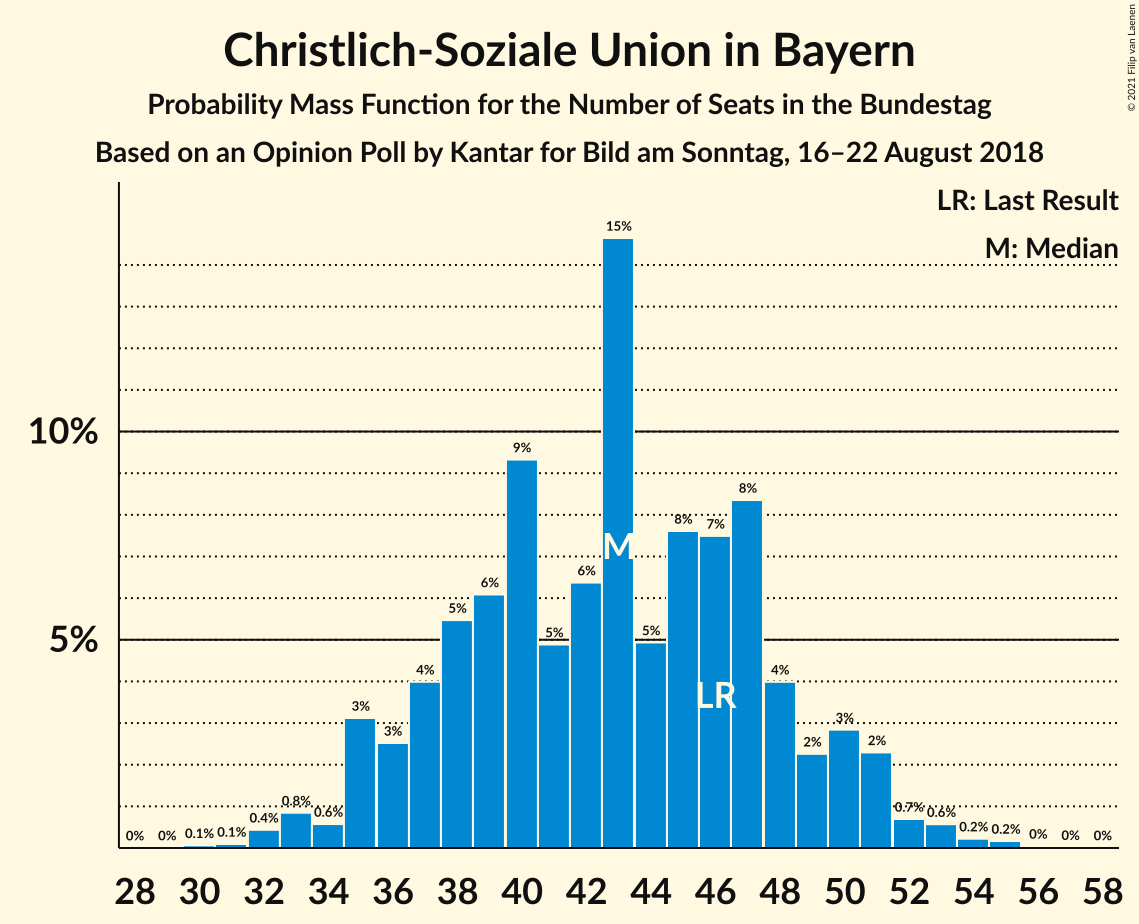 Christlich-Soziale Union in Bayern
Probability Mass Function for the Number of Seats in the Bundestag
Based on an Opinion Poll by Kantar for Bild am Sonntag, 16–22 August 2018
© 2021 Filip van Laenen
LR: Last Result
M: Median
10%
5%
0% 0% 0.1% 0.1% 0.4% 0.8% 0.6% 3% 3% 4% 5% 6% 9% 5% 6% 15% 5% 8% 7% 8% 4% 2% 3% 2% 0.7% 0.6% 0.2% 0.2% 0% 0% 0%
M
LR
28 30 32 34 36 38 40 42 44 46 48 50 52 54 56 58